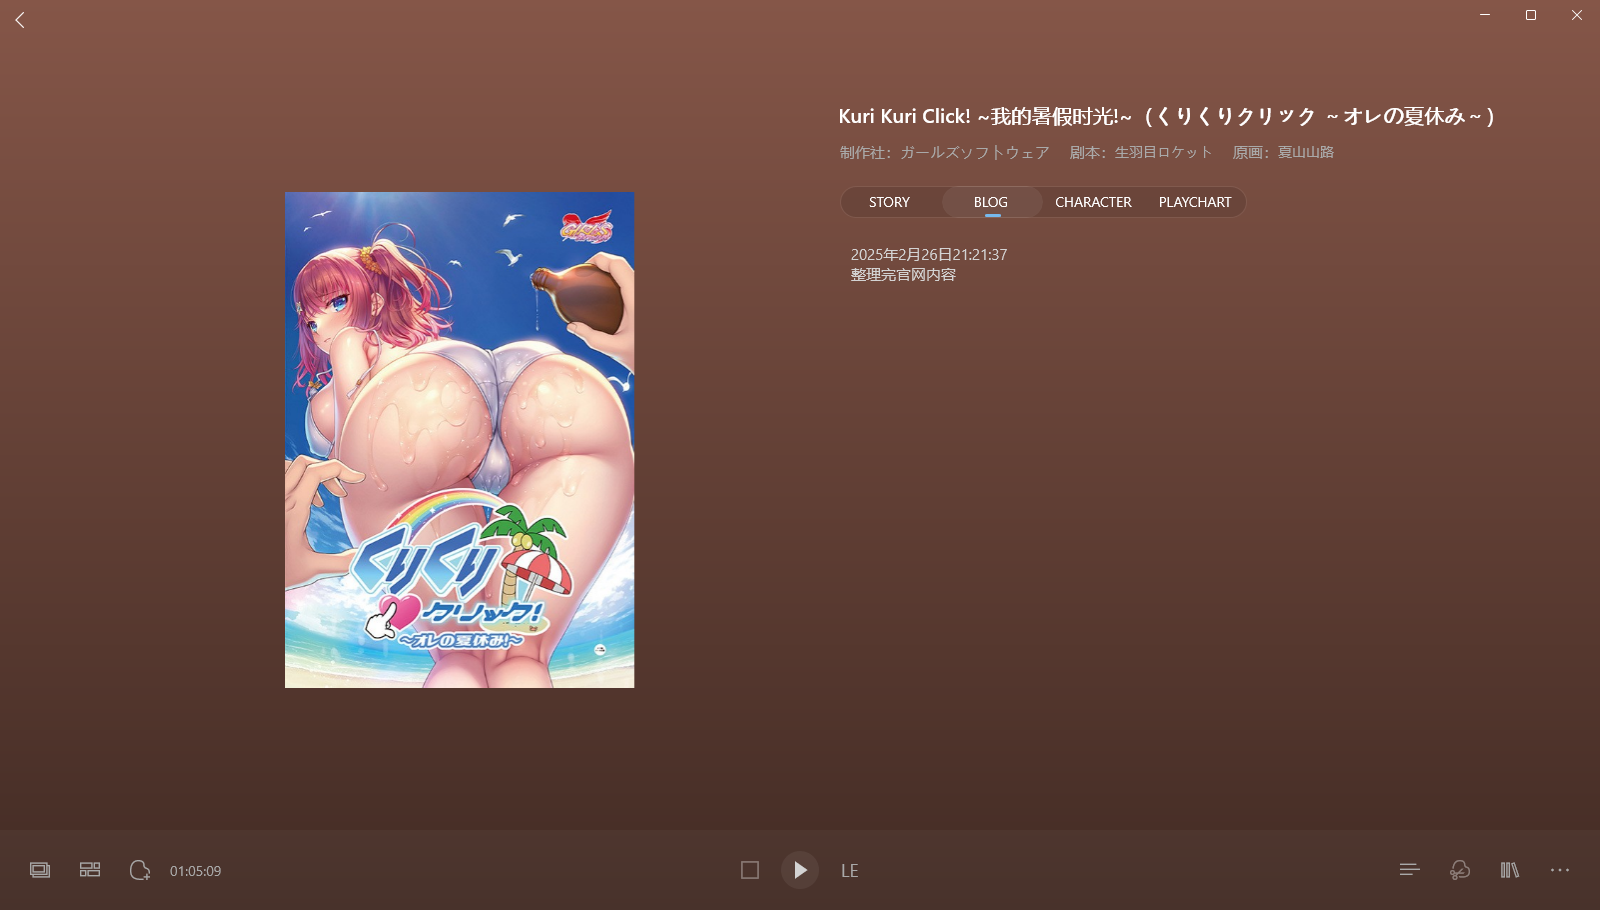 Kuri Kuri Click! ~我的暑假时光!~（くりくりクリック ～オレの夏休み～）
制作社：ガールズソフトウェア 剧本：生羽目ロケット 原画：夏山山路
STORY BLOG CHARACTER PLAYCHART
2025年2月26日21:21:37
整理完官网内容
GIRLS
くりくり
クリック!
～オレの夏休み!～
01:05:09 LE